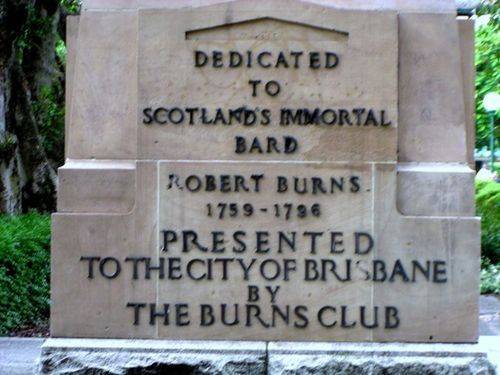 DEDICATED
TO
SCOTLAND'S IMMORTAL
BARD
ROBERT BURNS
1759-1796
PRESENTED
TO THE CITY OF BRISBANE
BY
THE BURNS CLUB